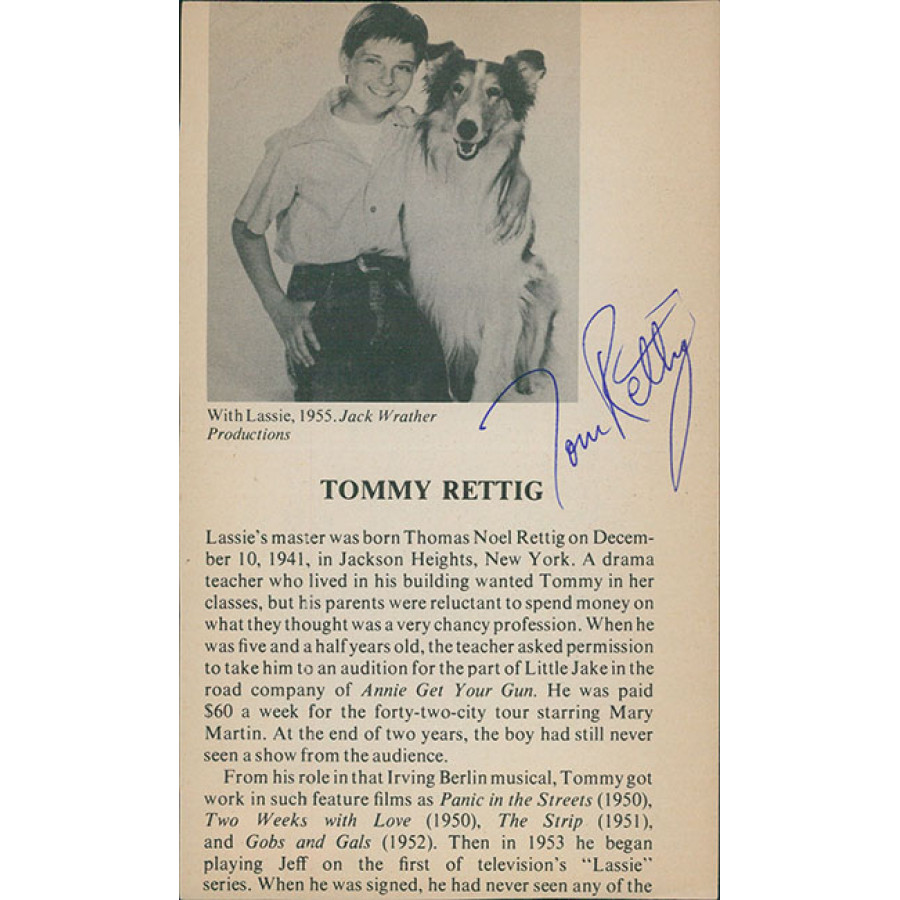 With Lassie, 1955. Jack Wrather
Productions
Tom Rettig
TOMMY RETTIG
Lassie's master was born Thomas Noel Rettig on Decem-
ber 10, 1941, in Jackson Heights, New York. A drama
teacher who lived in his building wanted Tommy in her
classes, but his parents were reluctant to spend money on
what they thought was a very chancy profession. When he
was five and a half years old, the teacher asked permission
to take him to an audition for the part of Little Jake in the
road company of Annie Get Your Gun. He was paid
$60 a week for the forty-two-city tour starring Mary
Martin. At the end of two years, the boy had still never
seen a show from the audience.
From his role in that Irving Berlin musical, Tommy got
work in such feature films as Panic in the Streets (1950),
Two Weeks with Love (1950), The Strip (1951),
and Gobs and Gals (1952). Then in 1953 he began
playing Jeff on the first of television's "Lassie"
series. When he was signed, he had never seen any of the